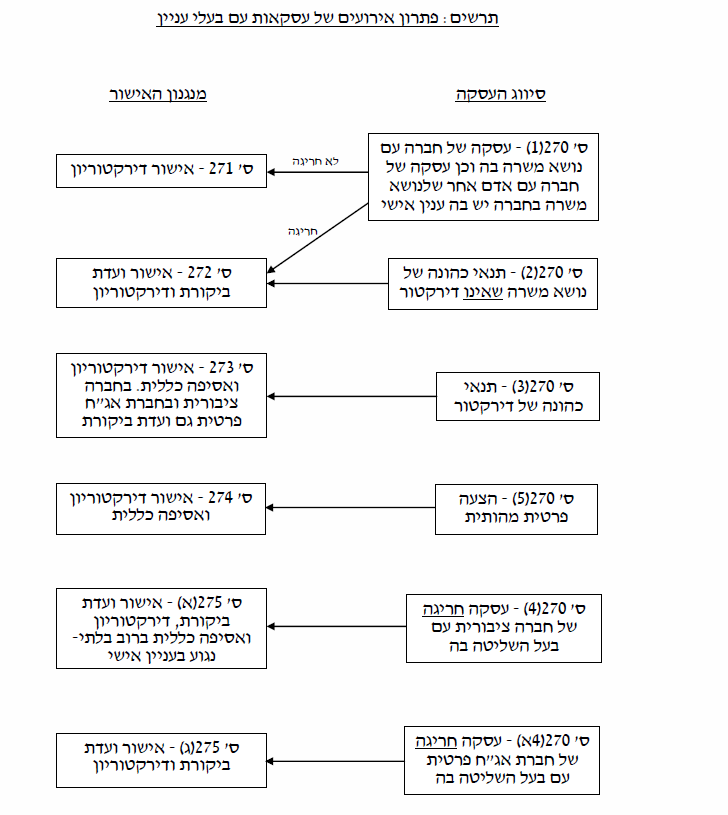 תרשים : פתרון אירועים של עסקאות עם בעלי עניין
סיווג העסקה
מנגנון האישור
ס׳ 270(1) - עסקה של חברה עם
נושא משרה בה וכן עסקה של
חברה עם אדם אחר שלנושא
משרה בחברה יש בה ענין אישי
לא חריגה
ס׳ 271 - אישור דירקטוריון
חריגה
ס׳ 270(2) - תנאי כהונה של
נושא משרה שאינו דירקטור
ס׳ 272 - אישור ועדת
ביקורת ודירקטוריון
ס׳ 270(3) - תנאי
כהונה של דירקטור
ס׳ 273 - אישור דירקטוריון
ואסיפה כללית. בחברה
ציבורית ובחברת אג״ח
פרטית גם ועדת ביקורת
ס׳ 270(5) - הצעה
פרטית מהותית
ס׳ 274 - אישור דירקטוריון
ואסיפה כללית
ס׳ 270(4) - עסקה חריגה
של חברה ציבורית עם
בעל השליטה בה
ס׳ 275(א) - אישור ועדת
ביקורת, דירקטוריון
ואסיפה כללית ברוב בלתי-
נגוע בעניין אישי
ס׳ 270(4א) - עסקה חריגה
של חברת אג״ח פרטית
עם בעל השליטה בה
ס׳ 275(ג) - אישור ועדת
ביקורת ודירקטוריון